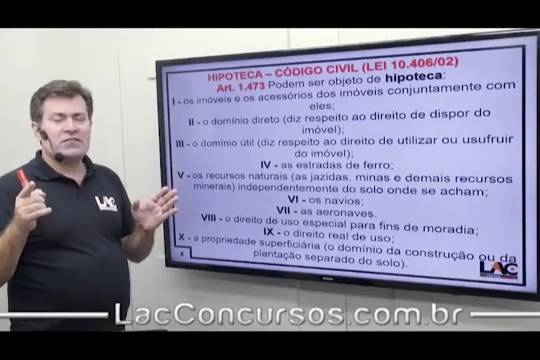 HIPOTECA – CÓDIGO CIVIL (LEI 10.406/02)
Art. 1.473 Podem ser objeto de hipoteca:
I - os imóveis e os acessórios dos imóveis conjuntamente com
eles;
II - o domínio direto (diz respeito ao direito de dispor do
imóvel);
III - o domínio útil (diz respeito ao direito de utilizar ou usufruir
do imóvel);
IV - as estradas de ferro;
V - os recursos naturais (as jazidas, minas e demais recursos
minerais) independentemente do solo onde se acham;
VI - os navios;
VII - as aeronaves.
VIII - o direito de uso especial para fins de moradia;
IX - o direito real de uso;
X - a propriedade superficiária (o domínio da construção ou da
plantação separado do solo).
4
LAC
LAC
LacConcursos.com.br